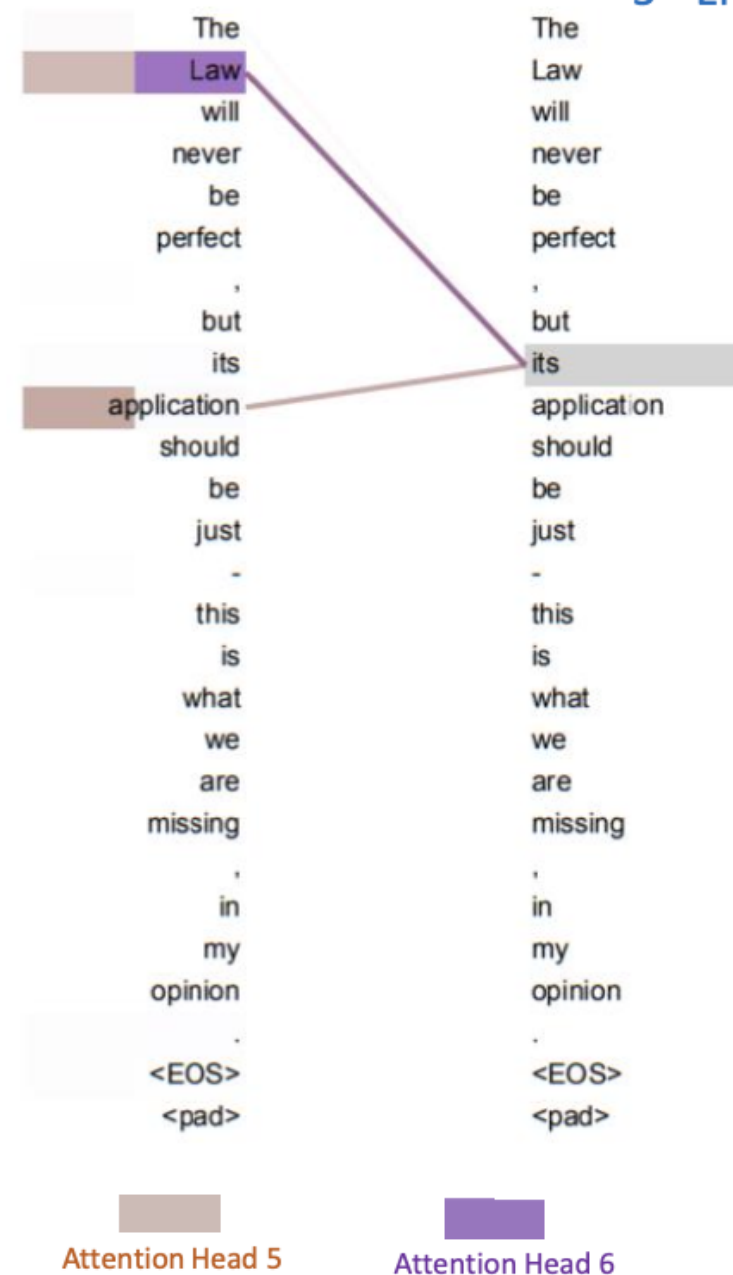 The The
Law Law
will will
never never
be be
perfect perfect
, ,
but but
its its
application application
should should
be be
just just
- -
this this
is is
what what
we we
are are
missing missing
, ,
in in
my my
opinion opinion
. .
<EOS> <EOS>
<pad> <pad>
Attention Head 5 Attention Head 6